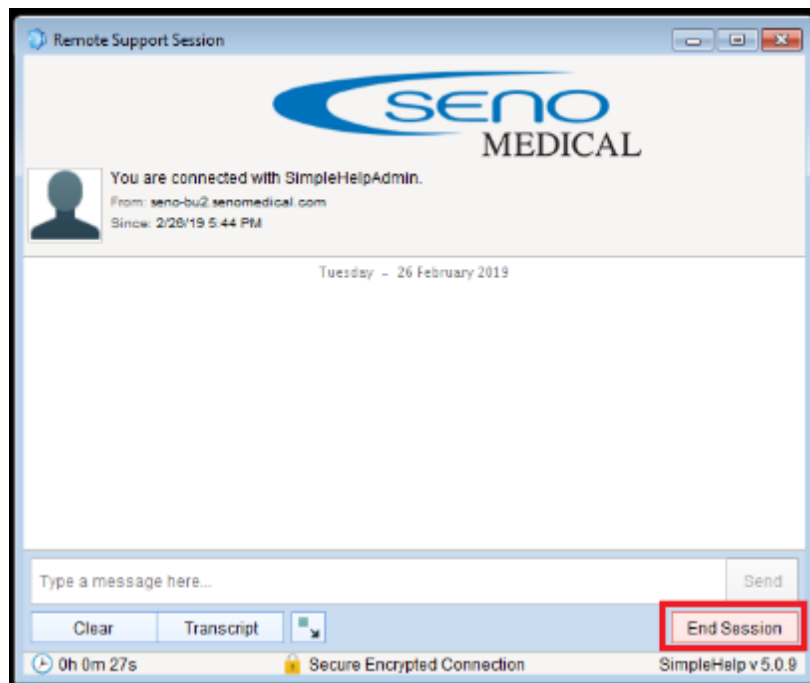 Remote Support Session
SENO
MEDICAL
You are connected with SimpleHelpAdmin.
From: seno-bu2.senomedical.com
Since: 2/26/19 5:44 PM
Tuesday - 26 February 2019
Type a message here...
Send
Clear
Transcript
End Session
0h 0m 27s
Secure Encrypted Connection
SimpleHelp v 5.0.9